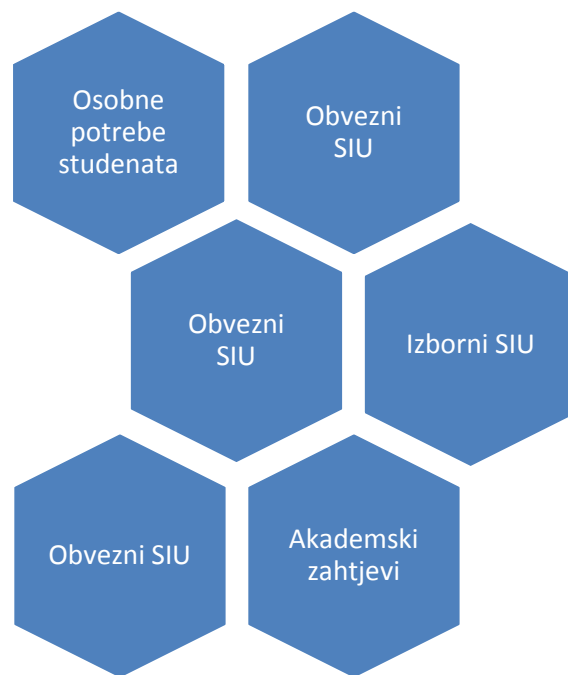 Osobne
potrebe
studenata
Obvezni
SIU
Obvezni
SIU
Izborni SIU
Obvezni SIU
Akademski
zahtjevi